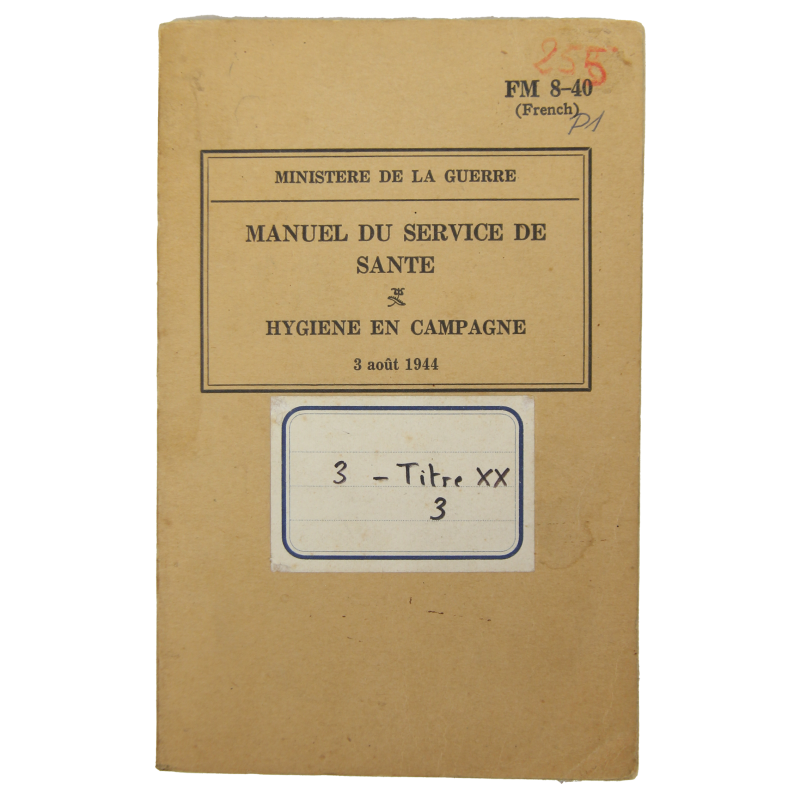 255
FM 8-40
(French)
P1
MINISTERE DE LA GUERRE
MANUEL DU SERVICE DE
SANTE
HYGIENE EN CAMPAGNE
3 août 1944
3 - Titre XX
3